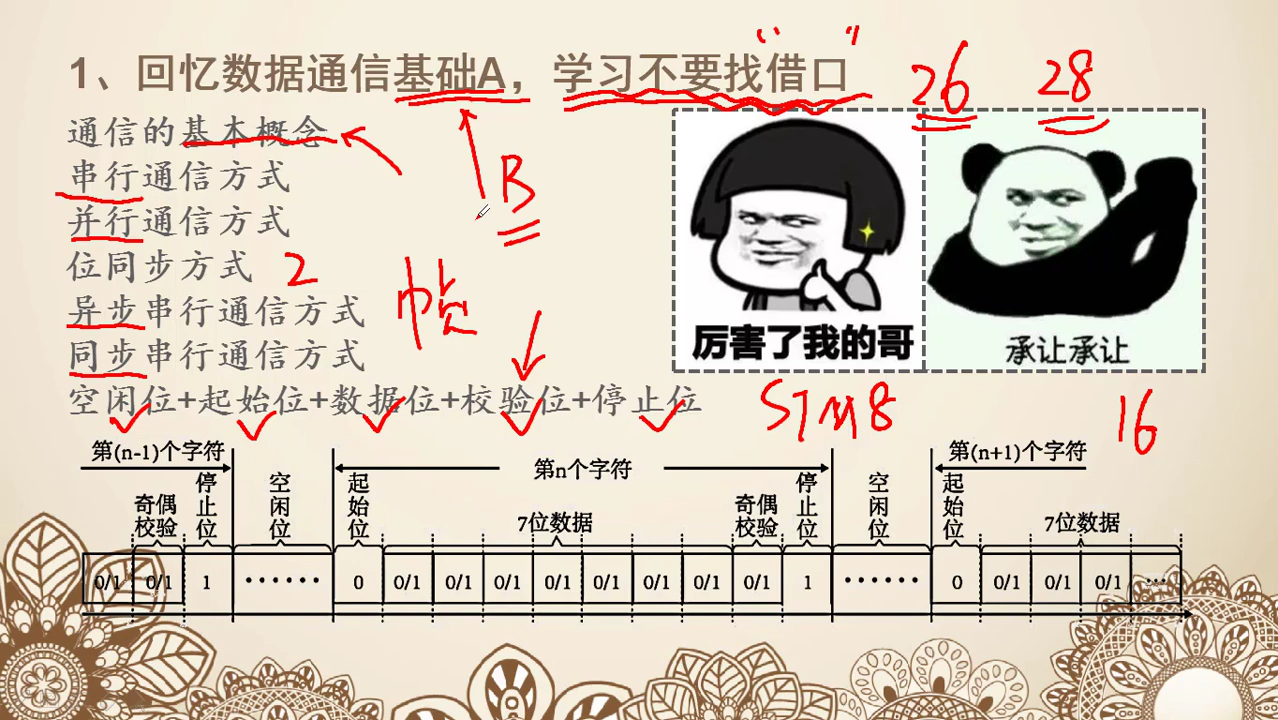 1、回忆数据通信基础A，学习不要找借口
“ ”
26 28
通信的基本概念
串行通信方式
B
并行通信方式
位同步方式 2
异步串行通信方式
帧
同步串行通信方式
空闲位+起始位+数据位+校验位+停止位
厉害了我的哥
承让承让
STM8
16
第(n-1)个字符 第n个字符 第(n+1)个字符
奇偶校验 停止位 空闲位 起始位 7位数据 奇偶校验 停止位 空闲位 起始位 7位数据
0/1 0/1 1 ······ 0 0/1 0/1 0/1 0/1 0/1 0/1 0/1 0/1 1 ······ 0 0/1 0/1 0/1 ···